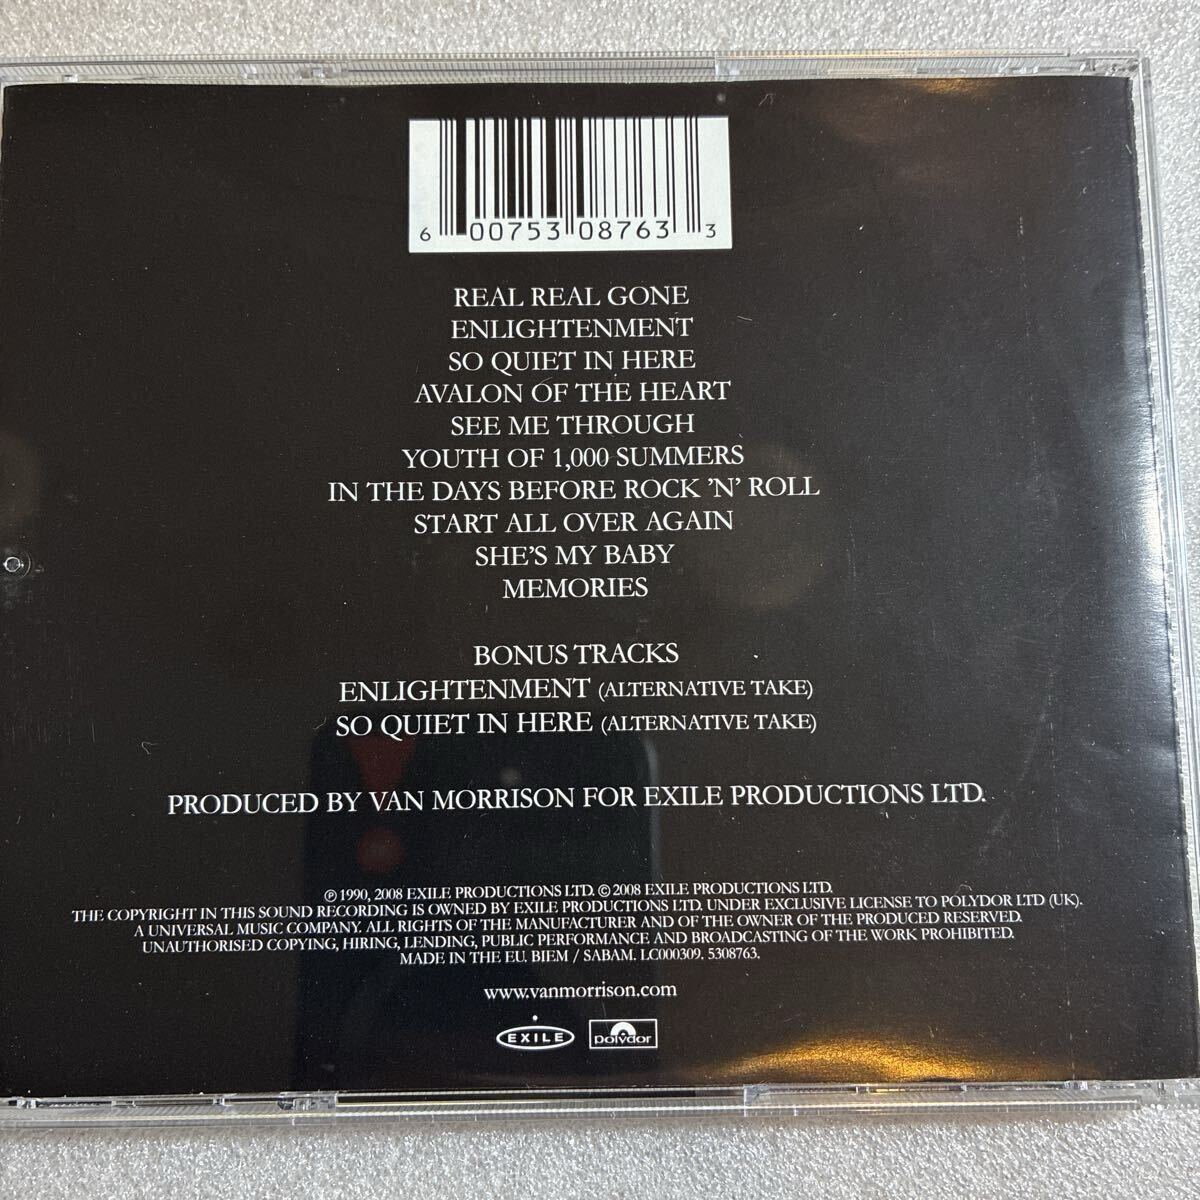 6 00753 08763 3
REAL REAL GONE
ENLIGHTENMENT
SO QUIET IN HERE
AVALON OF THE HEART
SEE ME THROUGH
YOUTH OF 1,000 SUMMERS
IN THE DAYS BEFORE ROCK 'N' ROLL
START ALL OVER AGAIN
SHE'S MY BABY
MEMORIES
BONUS TRACKS
ENLIGHTENMENT (ALTERNATIVE TAKE)
SO QUIET IN HERE (ALTERNATIVE TAKE)
PRODUCED BY VAN MORRISON FOR EXILE PRODUCTIONS LTD.
℗ 1990, 2008 EXILE PRODUCTIONS LTD. © 2008 EXILE PRODUCTIONS LTD.
THE COPYRIGHT IN THIS SOUND RECORDING IS OWNED BY EXILE PRODUCTIONS LTD. UNDER EXCLUSIVE LICENSE TO POLYDOR LTD (UK).
A UNIVERSAL MUSIC COMPANY. ALL RIGHTS OF THE MANUFACTURER AND OF THE OWNER OF THE PRODUCED RESERVED.
UNAUTHORISED COPYING, HIRING, LENDING, PUBLIC PERFORMANCE AND BROADCASTING OF THE WORK PROHIBITED.
MADE IN THE EU. BIEM / SABAM. LC000309. 5308763.
www.vanmorrison.com
EXILE polydor